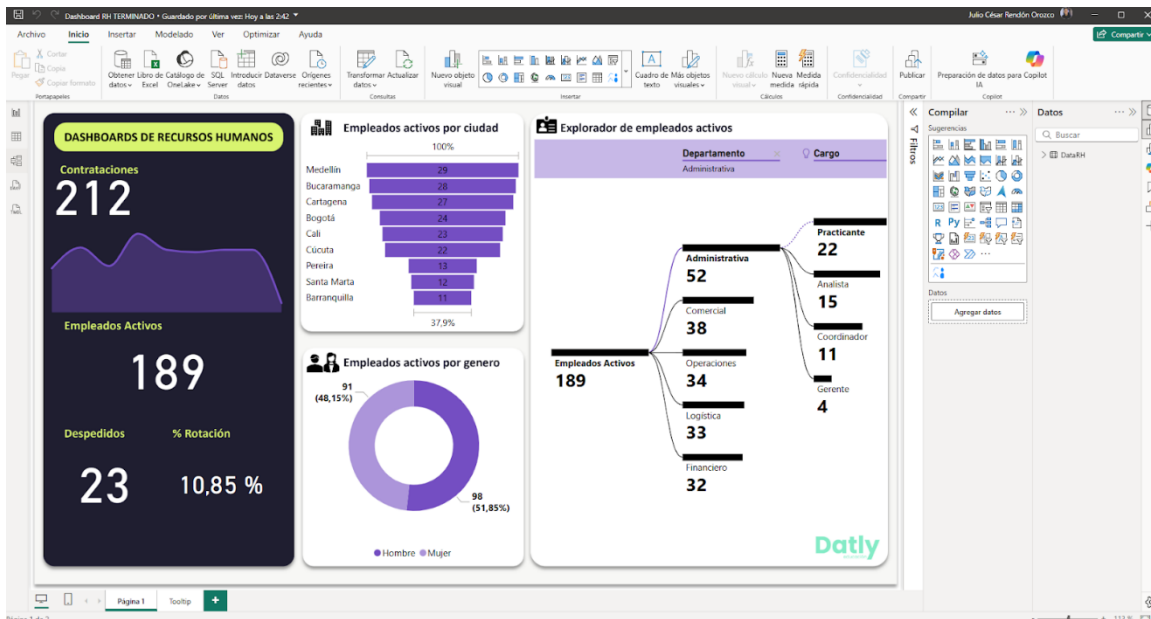 Dashboard RH TERMINADO • Guardado por última vez: Hoy a las 2:42
Julio César Rendón Orozco
Archivo Inicio Insertar Modelado Ver Optimizar Ayuda
Compartir
Pegar
Cortar
Copia
Copiar formato
Portapapeles
Obtener datos
Libro de Excel
Catálogo de OneLake
SQL Server
Introducir datos
Dataverse
Orígenes recientes
Datos
Transformar datos
Actualizar
Consultas
Nuevo objeto visual
Cuadro de texto
Más objetos visuales
Insertar
Nuevo cálculo visual
Nueva medida
Medida rápida
Cálculos
Confidencialidad
Confidencialidad
Publicar
Compartir
Preparación de datos para IA
Copilot
Copilot
DASHBOARDS DE RECURSOS HUMANOS
Contrataciones
212
Empleados Activos
189
Despedidos % Rotación
23 10,85 %
Empleados activos por ciudad
100%
Medellín 29
Bucaramanga 28
Cartagena 27
Bogotá 24
Cali 23
Cúcuta 22
Pereira 13
Santa Marta 12
Barranquilla 11
37,9%
Empleados activos por genero
91
(48,15%)
98
(51,85%)
Hombre Mujer
Explorador de empleados activos
Departamento
Administrativa
Cargo
Empleados Activos
189
Administrativa
52
Comercial
38
Operaciones
34
Logística
33
Financiero
32
Practicante
22
Analista
15
Coordinador
11
Gerente
4
Datly
Filtros
Compilar
Sugerencias
R Py
Datos
Agregar datos
Datos
Buscar
DataRH
Página 1 Tooltip
Página 1 de 2
113 %